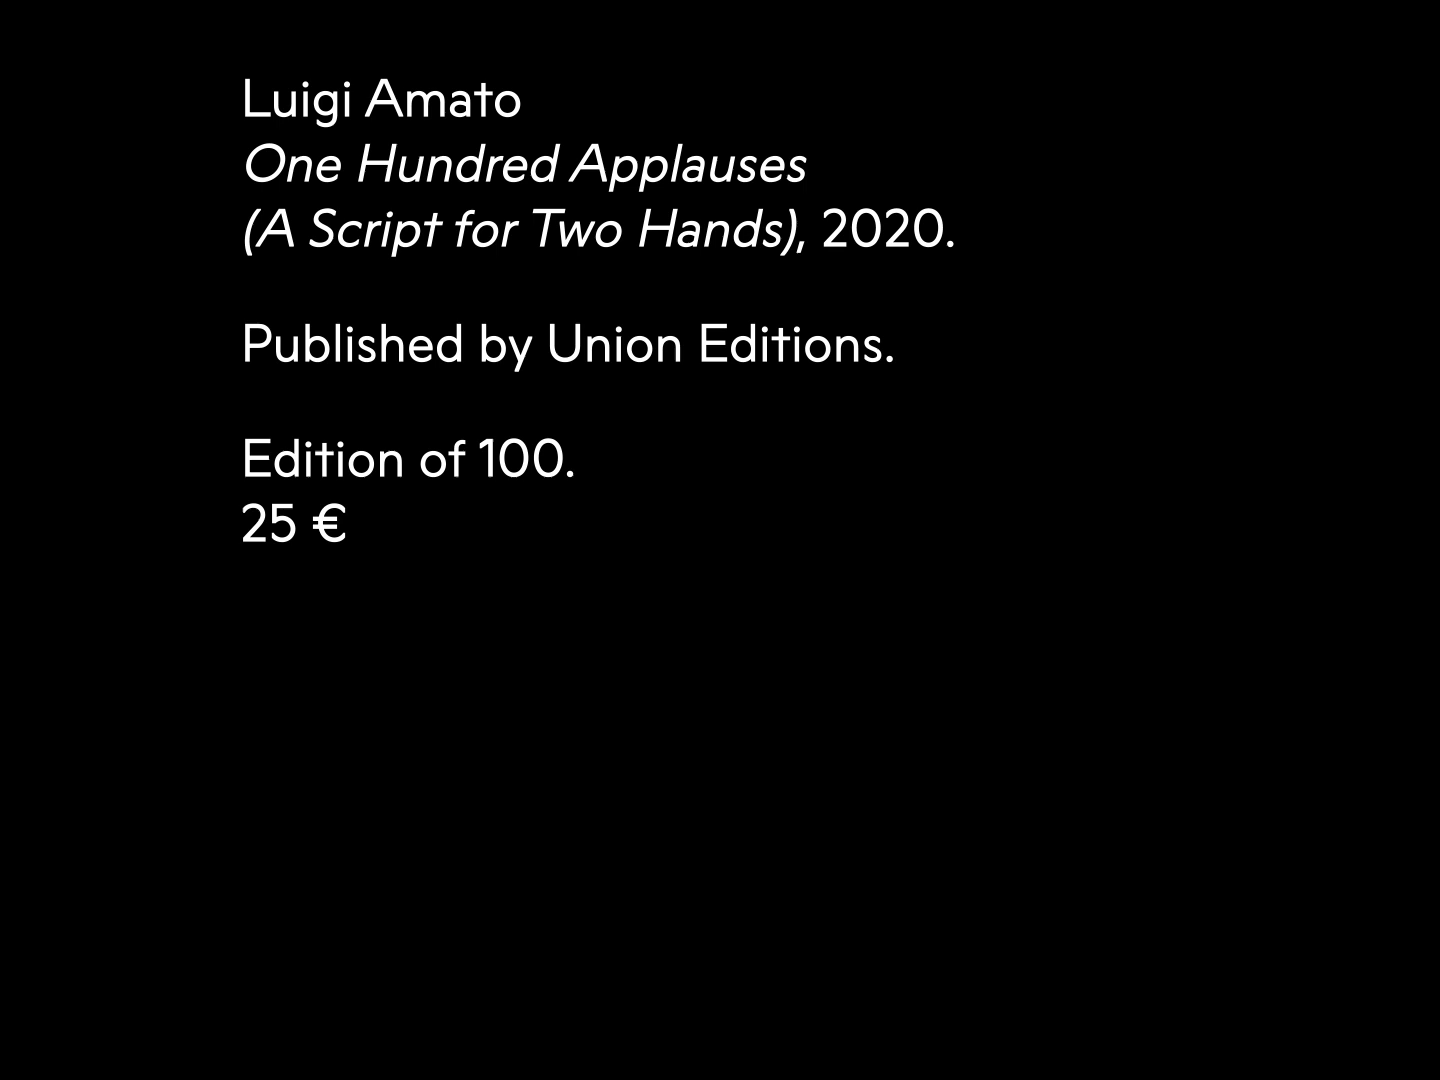 Luigi Amato
One Hundred Applauses
(A Script for Two Hands), 2020.
Published by Union Editions.
Edition of 100.
25 €